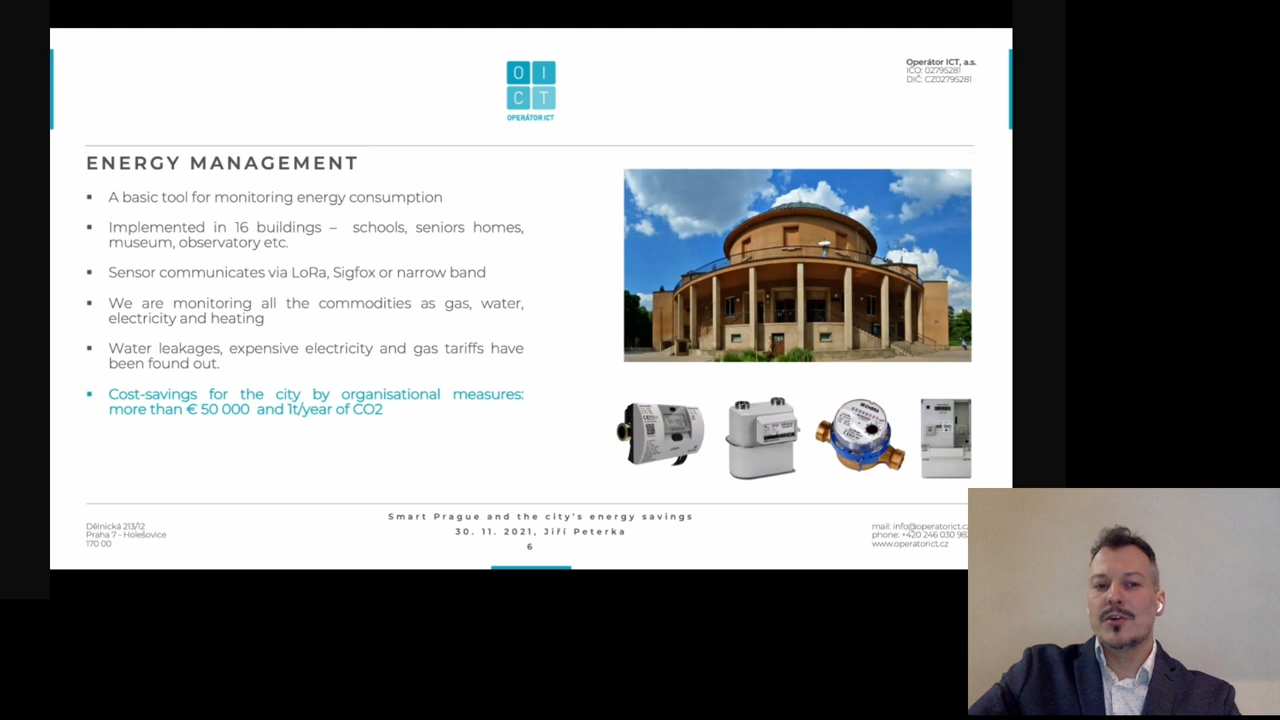 O I
C T
OPERÁTOR ICT
Operátor ICT, a.s.
IČO: 02795281
DIČ: CZ02795281
ENERGY MANAGEMENT
▪ A basic tool for monitoring energy consumption
▪ Implemented in 16 buildings – schools, seniors homes,
museum, observatory etc.
▪ Sensor communicates via LoRa, Sigfox or narrow band
▪ We are monitoring all the commodities as gas, water,
electricity and heating
▪ Water leakages, expensive electricity and gas tariffs have
been found out.
▪ Cost-savings for the city by organisational measures:
more than € 50 000 and 1t/year of CO2
Dělnická 213/12
Praha 7 - Holešovice
170 00
Smart Prague and the city's energy savings
30. 11. 2021, Jiří Peterka
6
mail: info@operatorict.cz
phone: +420 246 030 98
www.operatorict.cz